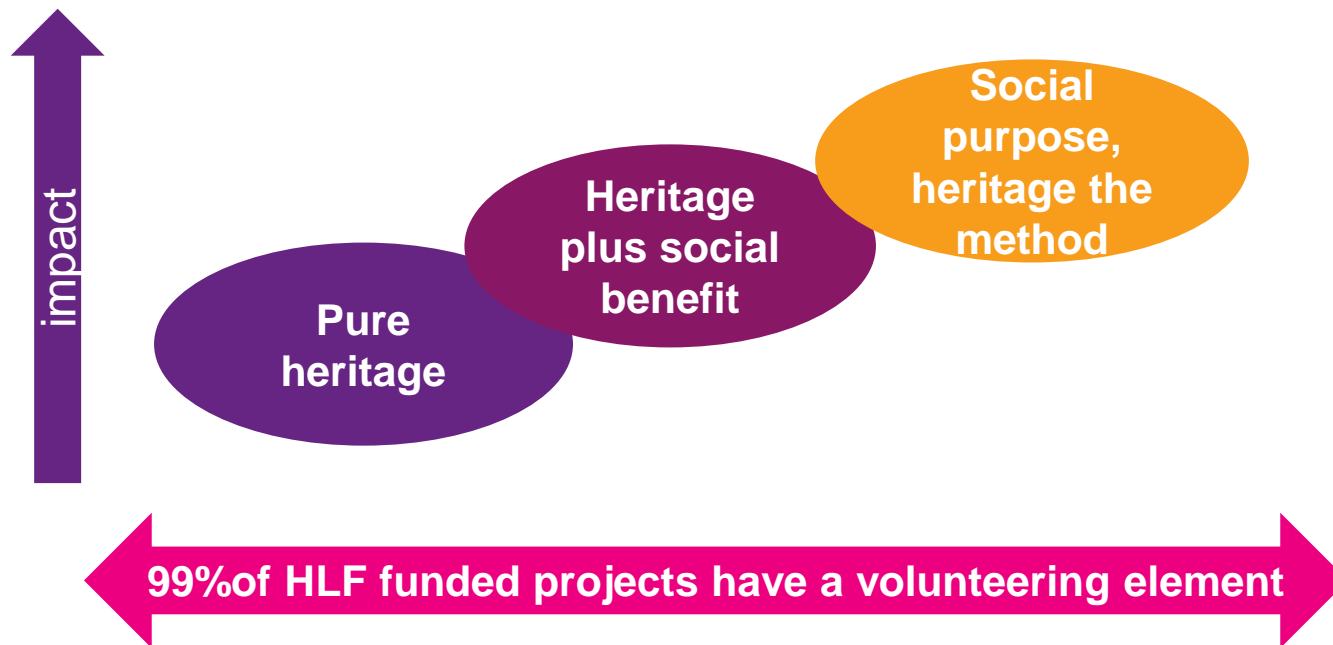 impact
Pure
heritage
Heritage
plus social
benefit
Social
purpose,
heritage the
method
99%of HLF funded projects have a volunteering element